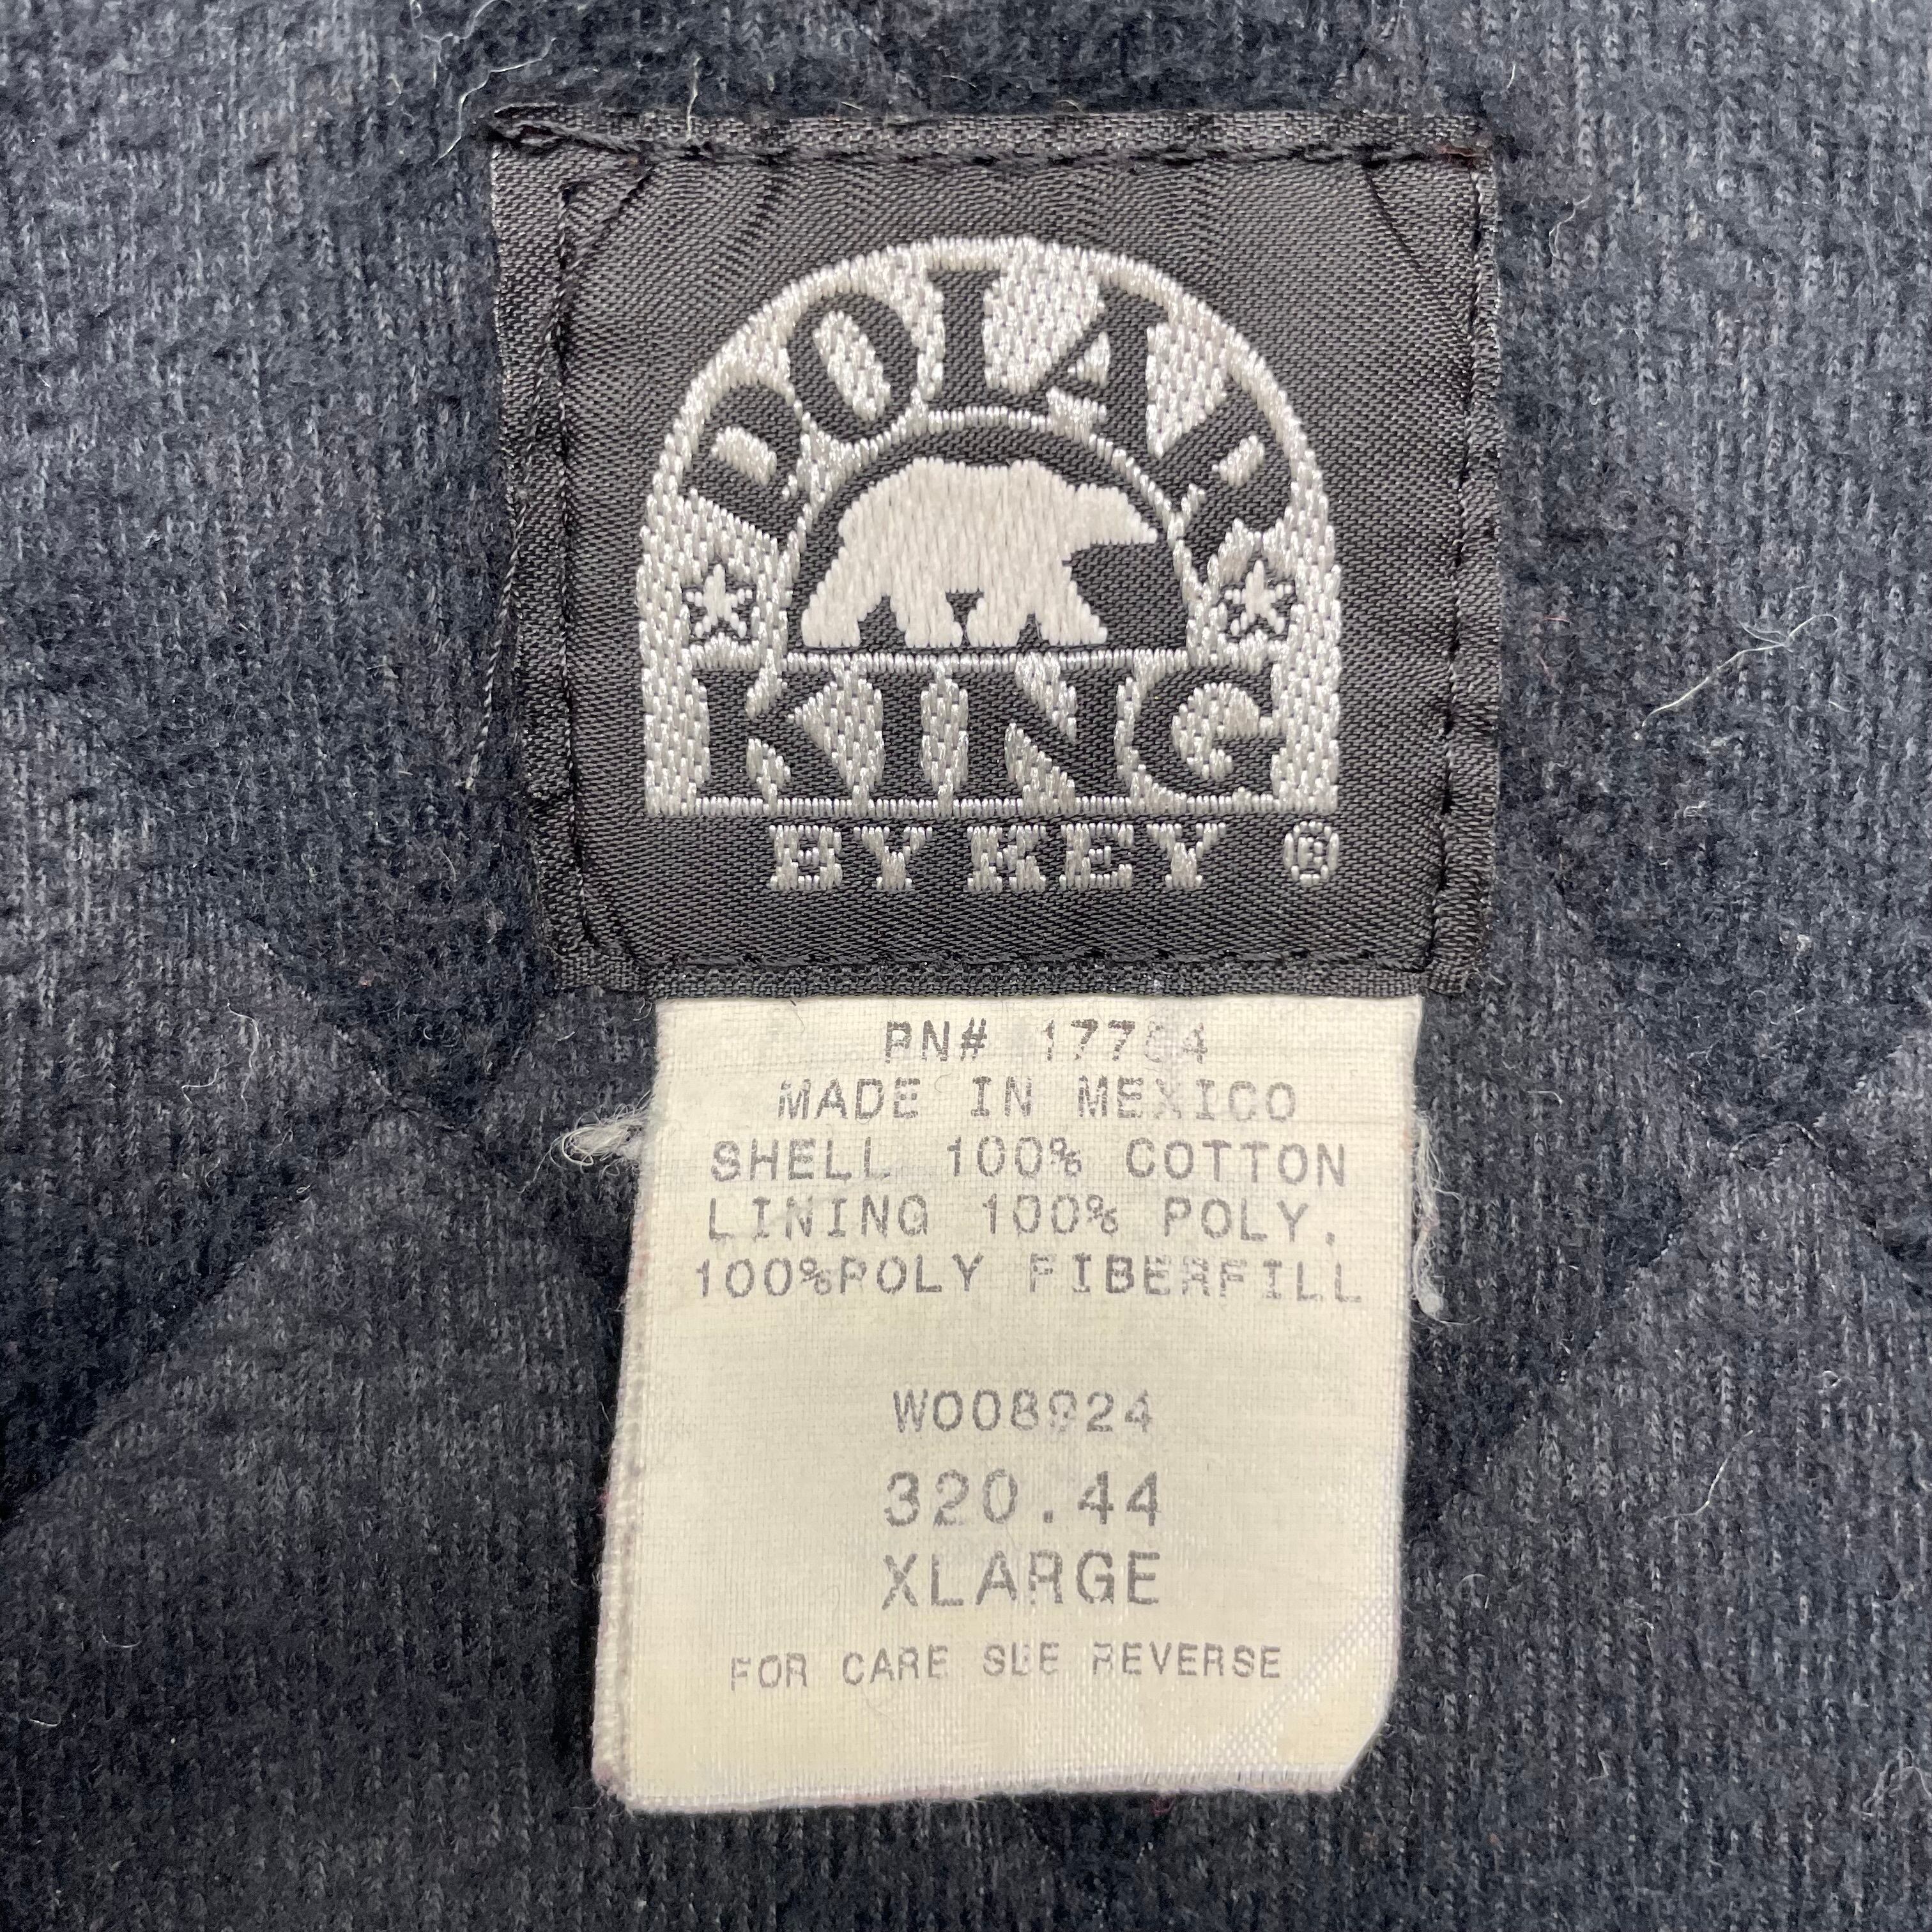 POLAR
KING
BY KEY ®
RN# 17764
MADE IN MEXICO
SHELL 100% COTTON
LINING 100% POLY,
100%POLY FIBERFILL
W008924
320.44
XLARGE
FOR CARE SEE REVERSE